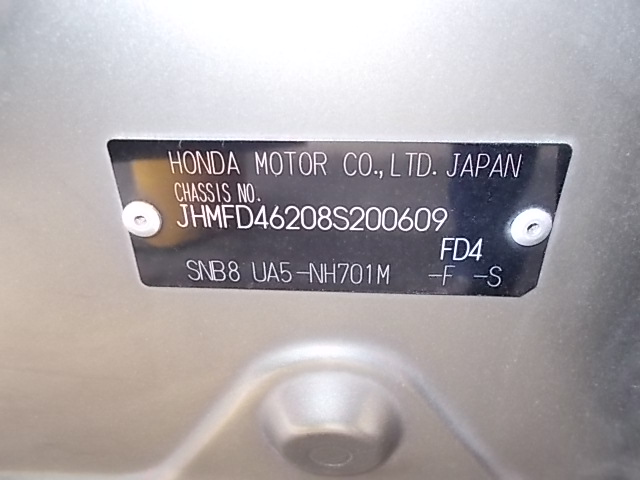 HONDA MOTOR CO., LTD. JAPAN
CHASSIS NO.
JHMFD46208S200609
FD4
SNB8 UA5-NH701M -F -S